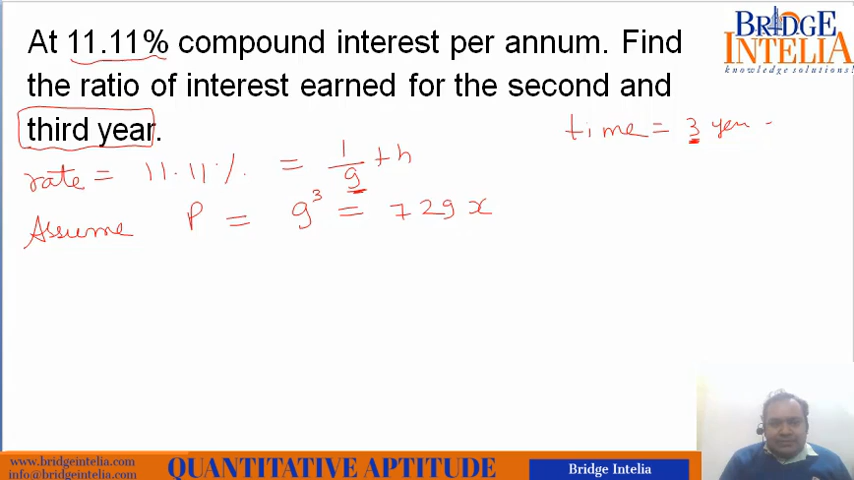 At 11.11% compound interest per annum. Find
the ratio of interest earned for the second and
third year.
BRIDGE
INTELIA
knowledge solutions!
time = 3 year
rate = 11.11% = 1/9 th
Assume P = 9³ = 729x
www.bridgeintelia.com
info@bridgeintelia.com
QUANTITATIVE APTITUDE
Bridge Intelia